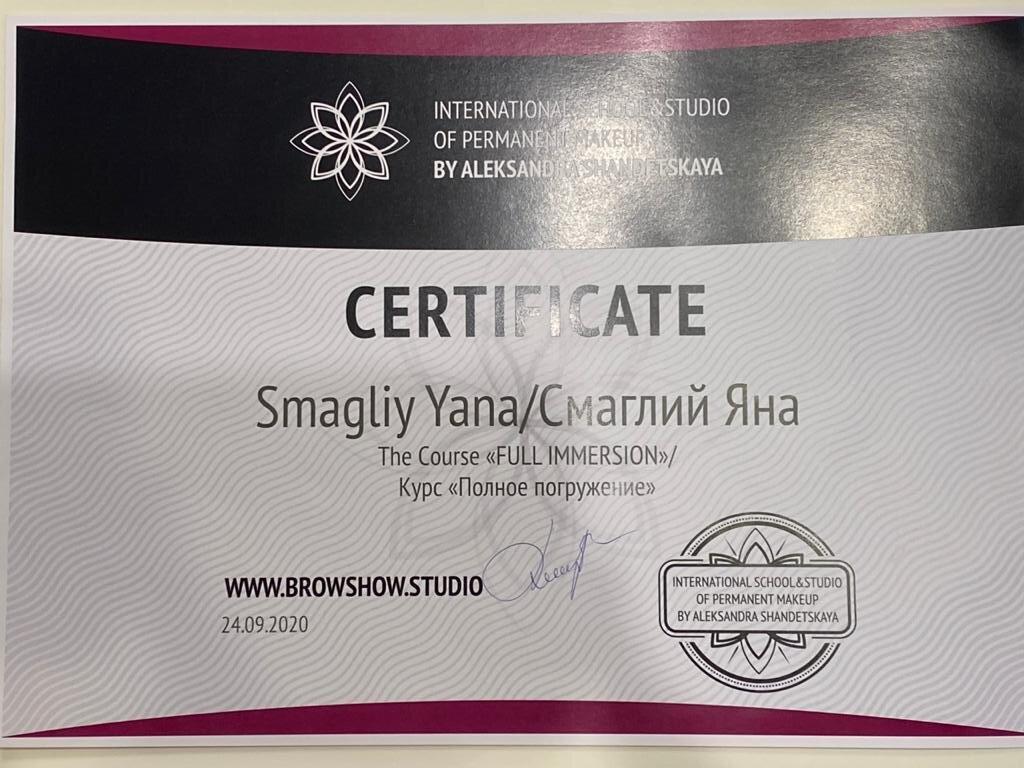 INTERNATIONAL SCHOOL&STUDIO
OF PERMANENT MAKEUP
BY ALEKSANDRA SHANDETSKAYA
CERTIFICATE
Smagliy Yana/Смаглий Яна
The Course «FULL IMMERSION»/
Курс «Полное погружение»
WWW.BROWSHOW.STUDIO
24.09.2020
INTERNATIONAL SCHOOL&STUDIO
OF PERMANENT MAKEUP
BY ALEKSANDRA SHANDETSKAYA